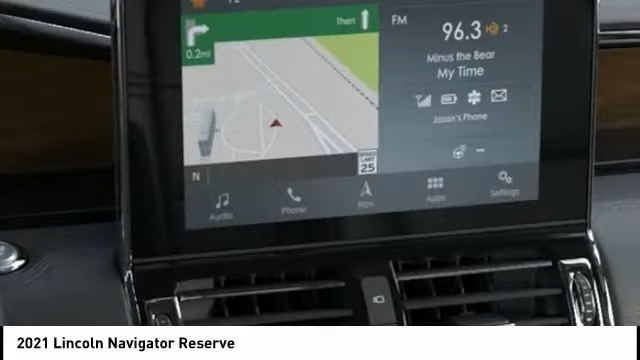 Then
0.2mi
FM
96.3 HD 2
Minus the Bear
My Time
Jason's Phone
SPEED LIMIT 25
N
Audio
Phone
Nav
Apps
Settings
2021 Lincoln Navigator Reserve